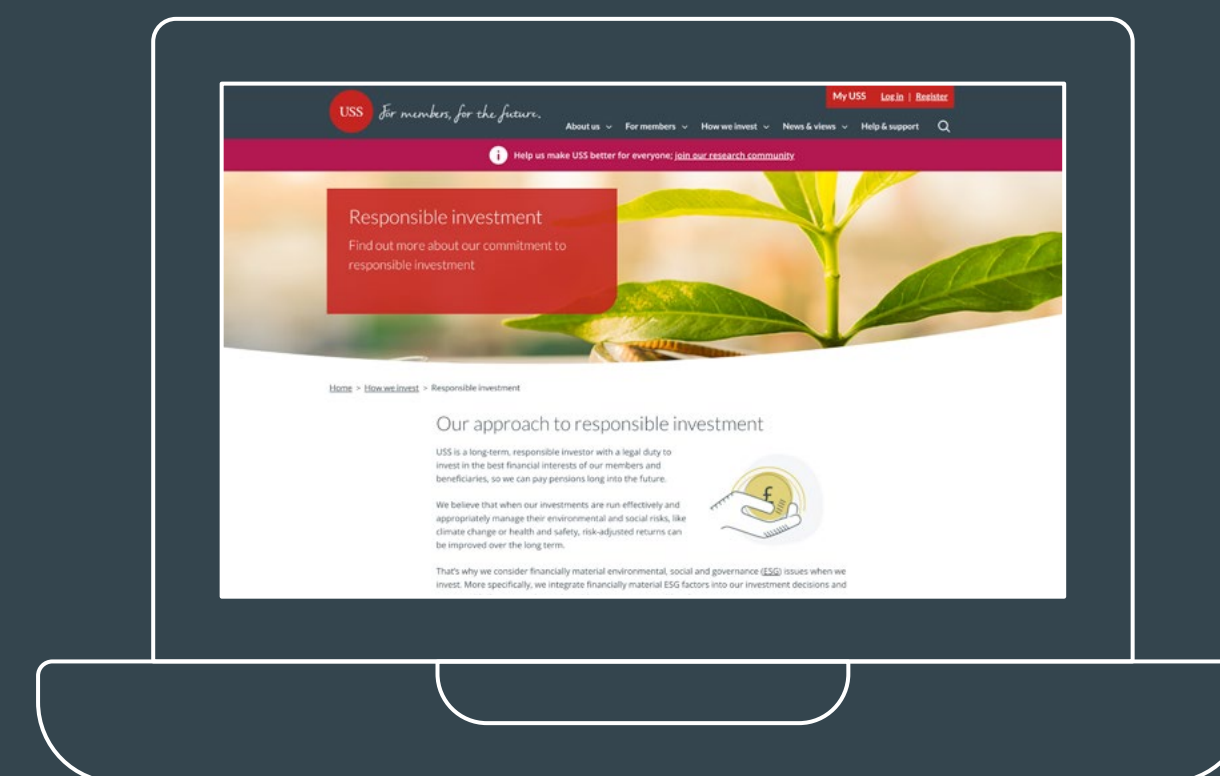 USS
For members, for the future.
My USS Log in | Register
About us For members How we invest News & views Help & support
i Help us make USS better for everyone; join our research community
Responsible investment
Find out more about our commitment to
responsible investment
Home > How we invest > Responsible investment
Our approach to responsible investment
USS is a long-term, responsible investor with a legal duty to
invest in the best financial interests of our members and
beneficiaries, so we can pay pensions long into the future.
£
We believe that when our investments are run effectively and
appropriately manage their environmental and social risks, like
climate change or health and safety, risk-adjusted returns can
be improved over the long term.
That's why we consider financially material environmental, social and governance (ESG) issues when we
invest. More specifically, we integrate financially material ESG factors into our investment decisions and